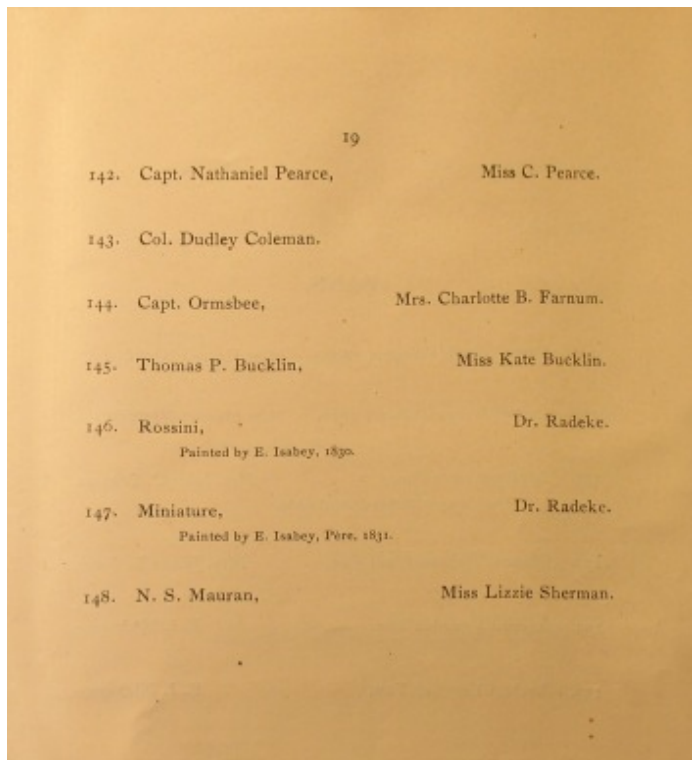 19
142. Capt. Nathaniel Pearce, Miss C. Pearce.
143. Col. Dudley Coleman.
144. Capt. Ormsbee, Mrs. Charlotte B. Farnum.
145. Thomas P. Bucklin, Miss Kate Bucklin.
146. Rossini, Dr. Radeke.
Painted by E. Isabey, 1830.
147. Miniature, Dr. Radeke.
Painted by E. Isabey, Père, 1831.
148. N. S. Mauran, Miss Lizzie Sherman.